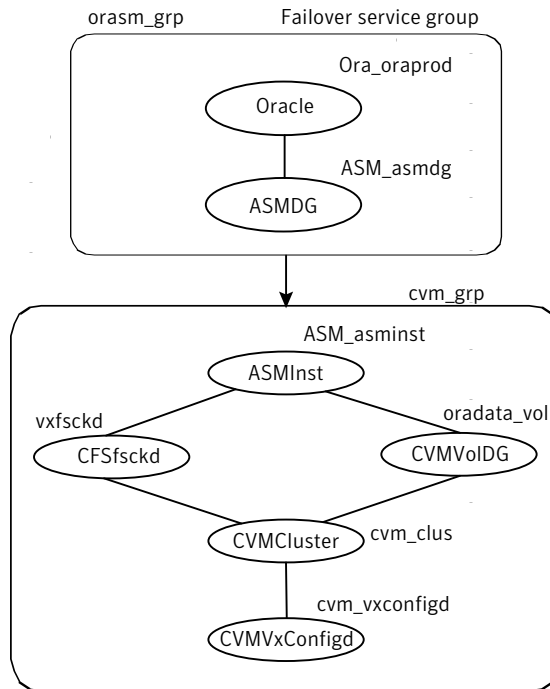 orasm_grp Failover service group
Ora_oraprod
Oracle
ASM_asmdg
ASMDG
cvm_grp
ASM_asminst
ASMInst
vxfsckd
oradata_vol
CFSfsckd
CVMVolDG
CVMCluster
cvm_clus
cvm_vxconfigd
CVMVxConfigd